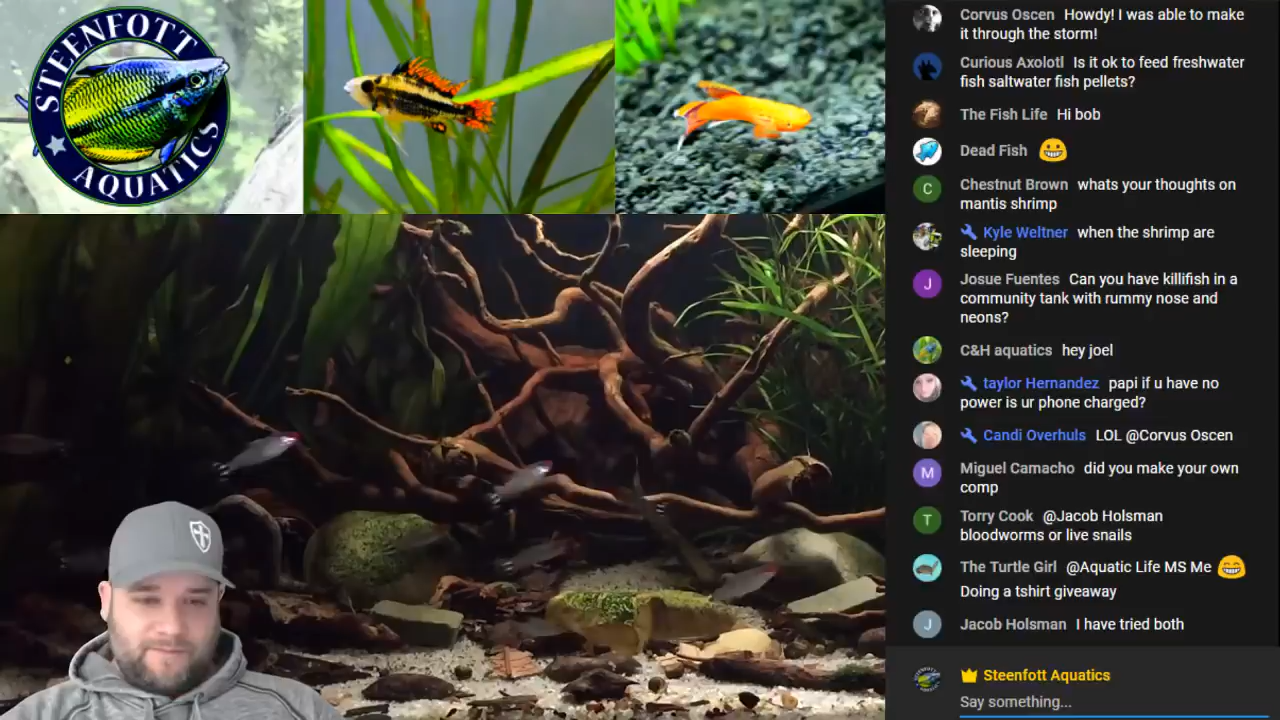 STEENFOTT
AQUATICS
Corvus Oscen Howdy! I was able to make
it through the storm!
Curious Axolotl Is it ok to feed freshwater
fish saltwater fish pellets?
The Fish Life Hi bob
Dead Fish
C
Chestnut Brown whats your thoughts on
mantis shrimp
Kyle Weltner when the shrimp are
sleeping
J
Josue Fuentes Can you have killifish in a
community tank with rummy nose and
neons?
C&H aquatics hey joel
taylor Hernandez papi if u have no
power is ur phone charged?
Candi Overhuls LOL @Corvus Oscen
M
Miguel Camacho did you make your own
comp
T
Torry Cook @Jacob Holsman
bloodworms or live snails
The Turtle Girl @Aquatic Life MS Me
Doing a tshirt giveaway
J
Jacob Holsman I have tried both
Steenfott Aquatics
Say something...